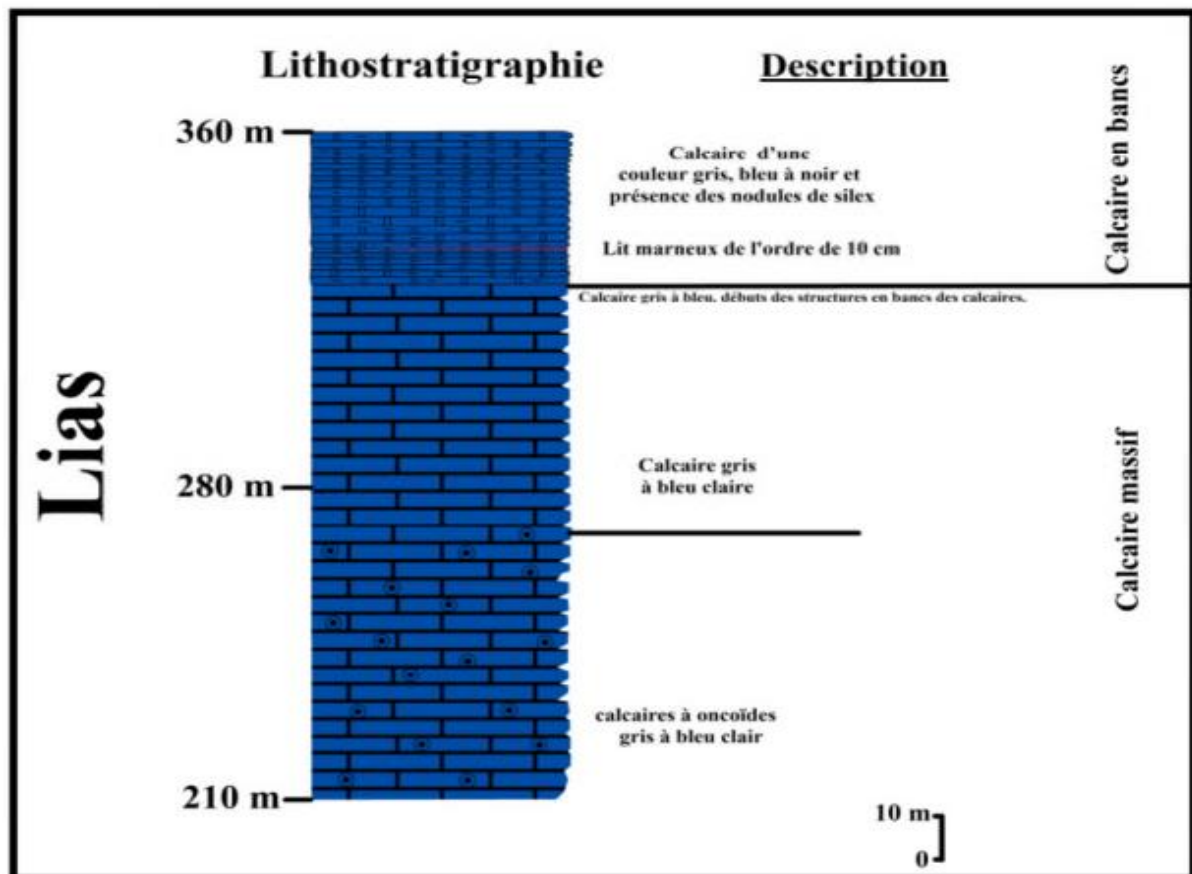 Lithostratigraphie
Description
360 m
Calcaire d'une
couleur gris, bleu à noir et
présence des nodules de silex
Lit marneux de l'ordre de 10 cm
Calcaire en bancs
Calcaire gris à bleu, débuts des structures en bancs des calcaires.
Lias
280 m
Calcaire gris
à bleu claire
Calcaire massif
calcaires à oncoïdes
gris à bleu clair
210 m
10 m
0